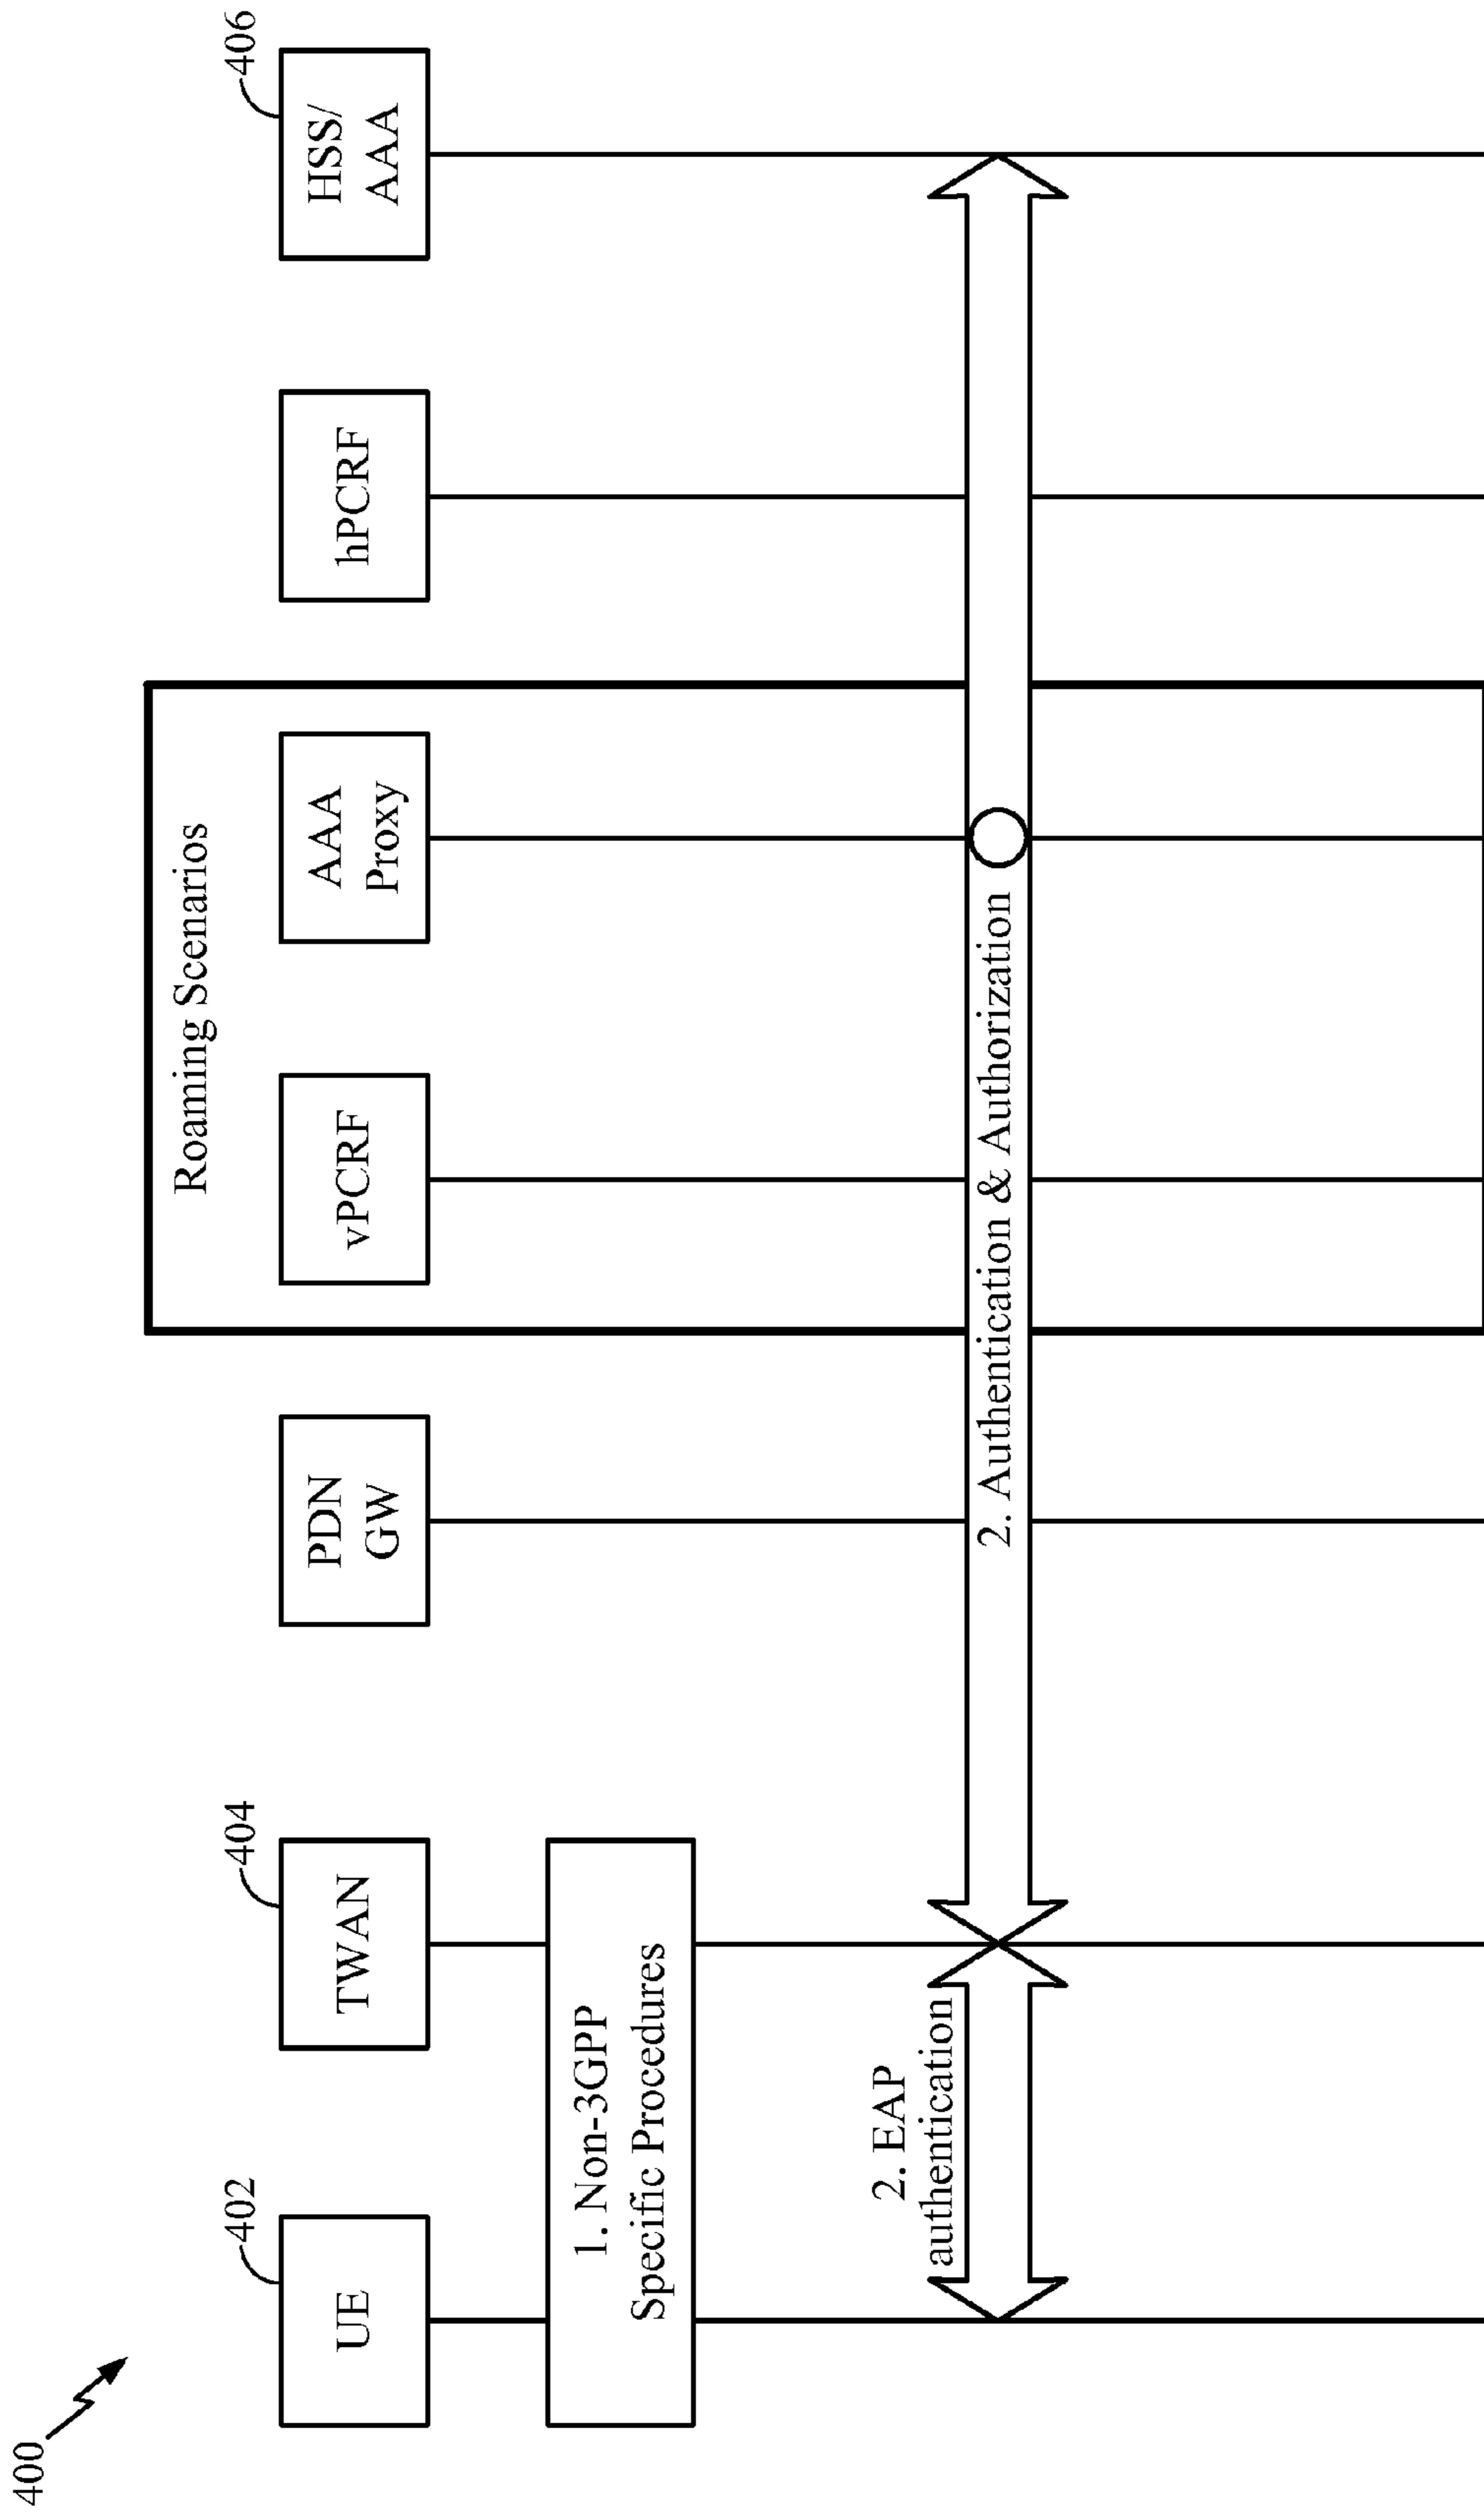 400
402
404
406
Roaming Scenarios
UE
TWAN
PDN
GW
vPCRF
AAA
Proxy
hPCRF
HSS/
AAA
1. Non-3GPP
Specific Procedures
2. EAP
authentication
2. Authentication & Authorization